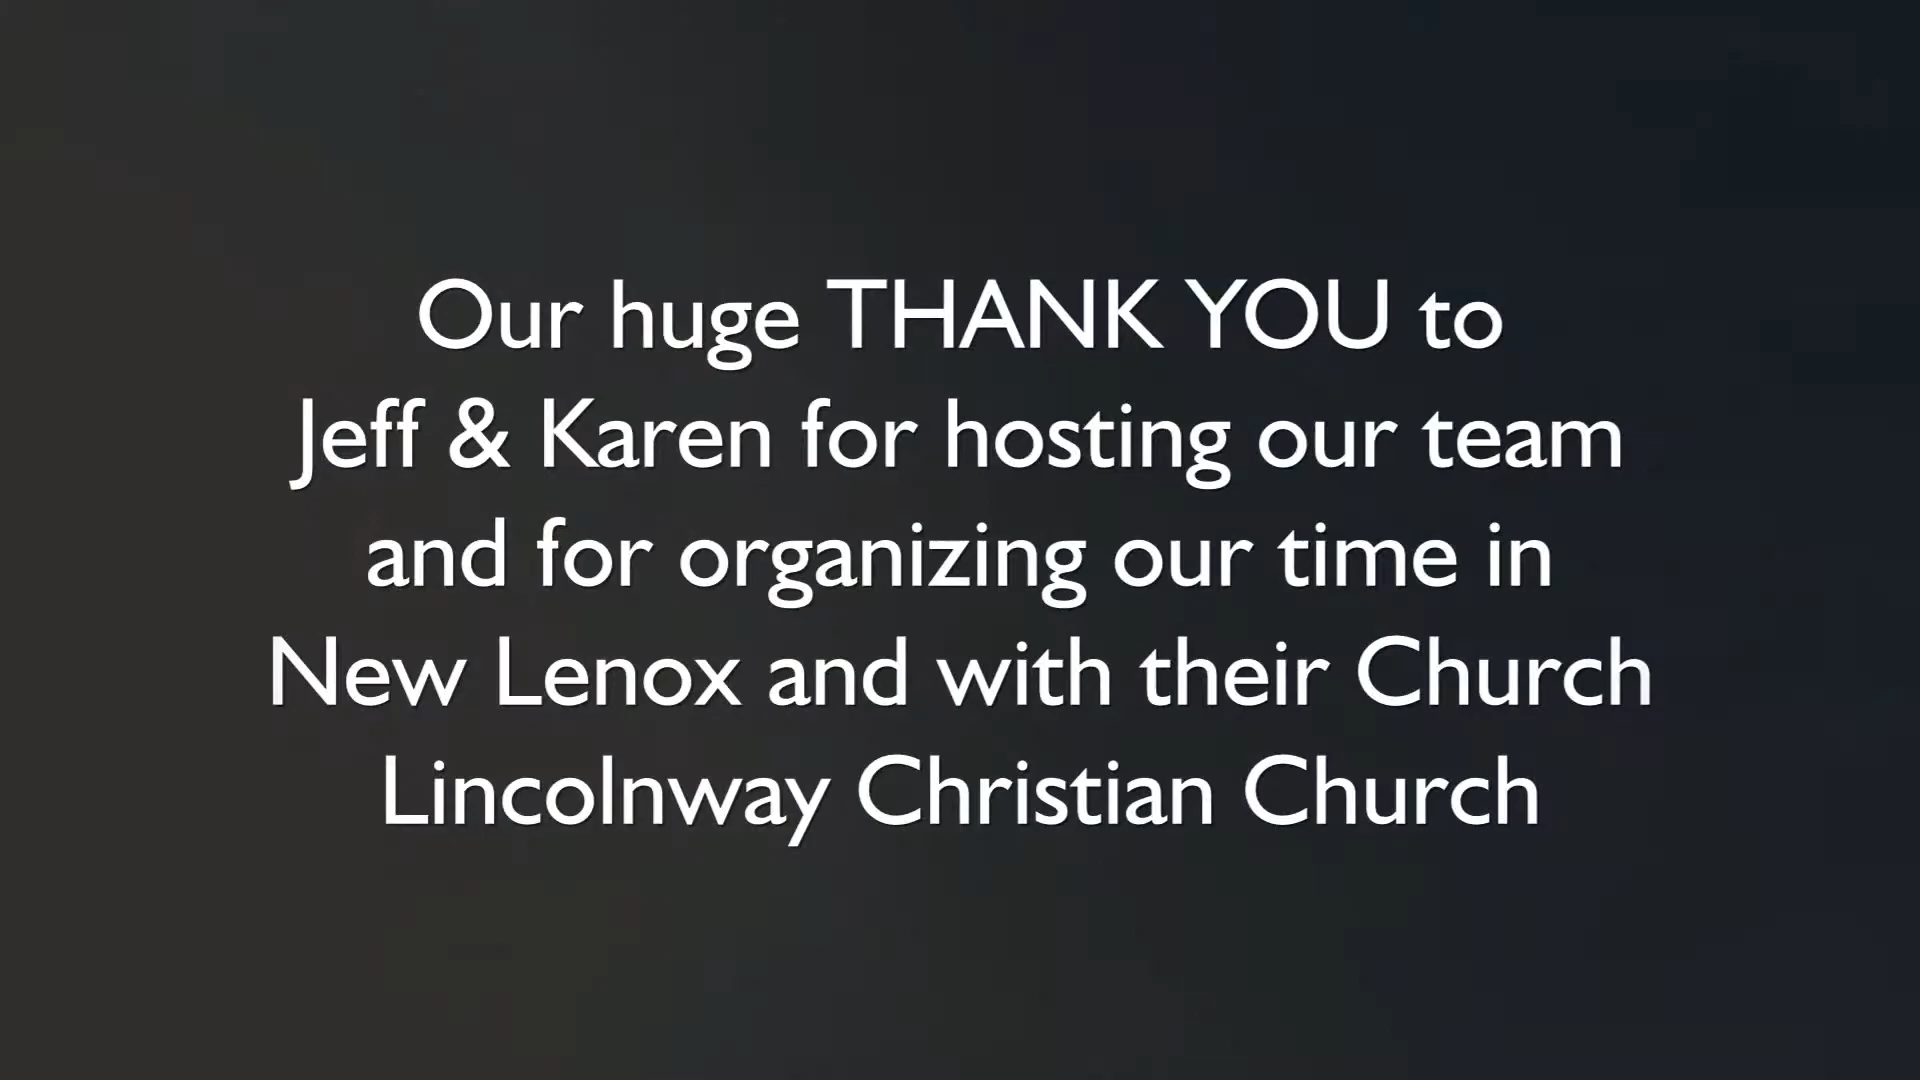 Our huge THANK YOU to
Jeff & Karen for hosting our team
and for organizing our time in
New Lenox and with their Church
Lincolnway Christian Church